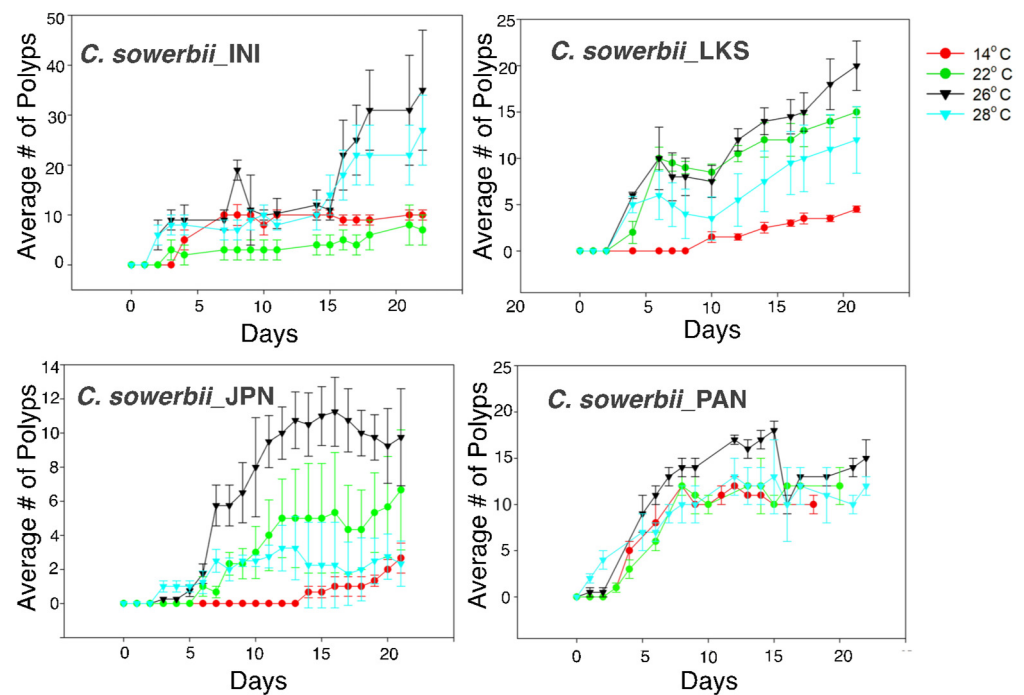 C. sowerbii_INI
Average # of Polyps
50
40
30
20
10
0
0 5 10 15 20
Days
C. sowerbii_LKS
Average # of Polyps
25
20
15
10
5
0
20 0 5 10 15 20
Days
14° C
22° C
26° C
28° C
C. sowerbii_JPN
Average # of Polyps
14
12
10
8
6
4
2
0
0 5 10 15 20
Days
C. sowerbii_PAN
Average # of Polyps
25
20
15
10
5
0
0 5 10 15 20
Days